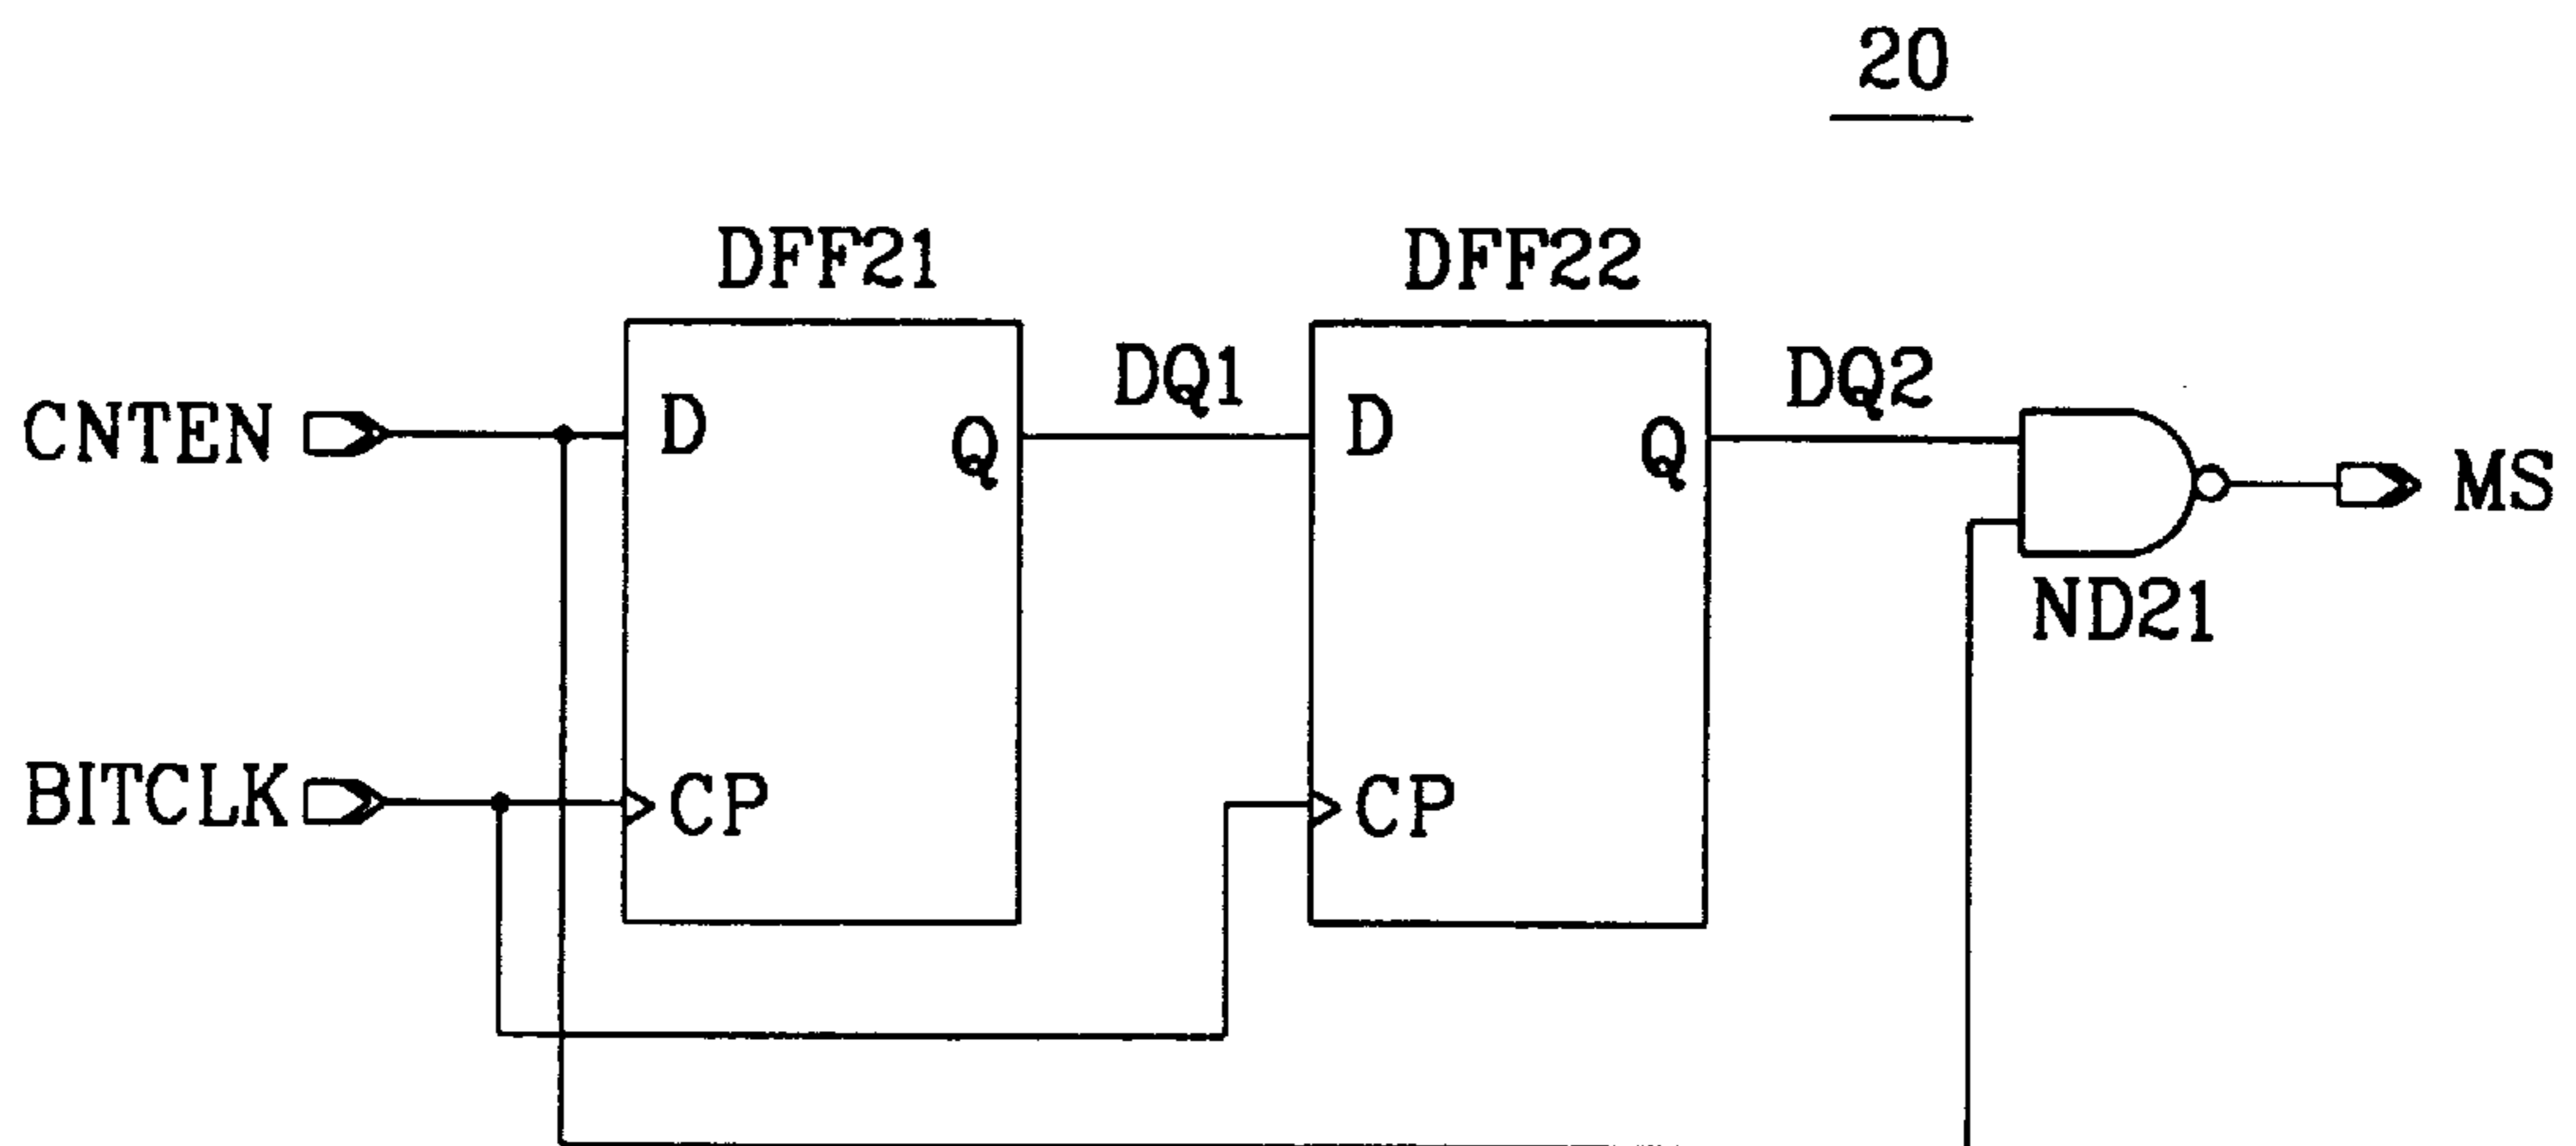 20
DFF21
DFF22
DQ1
DQ2
CNTEN
D
Q
D
Q
MS
ND21
BITCLK
CP
CP